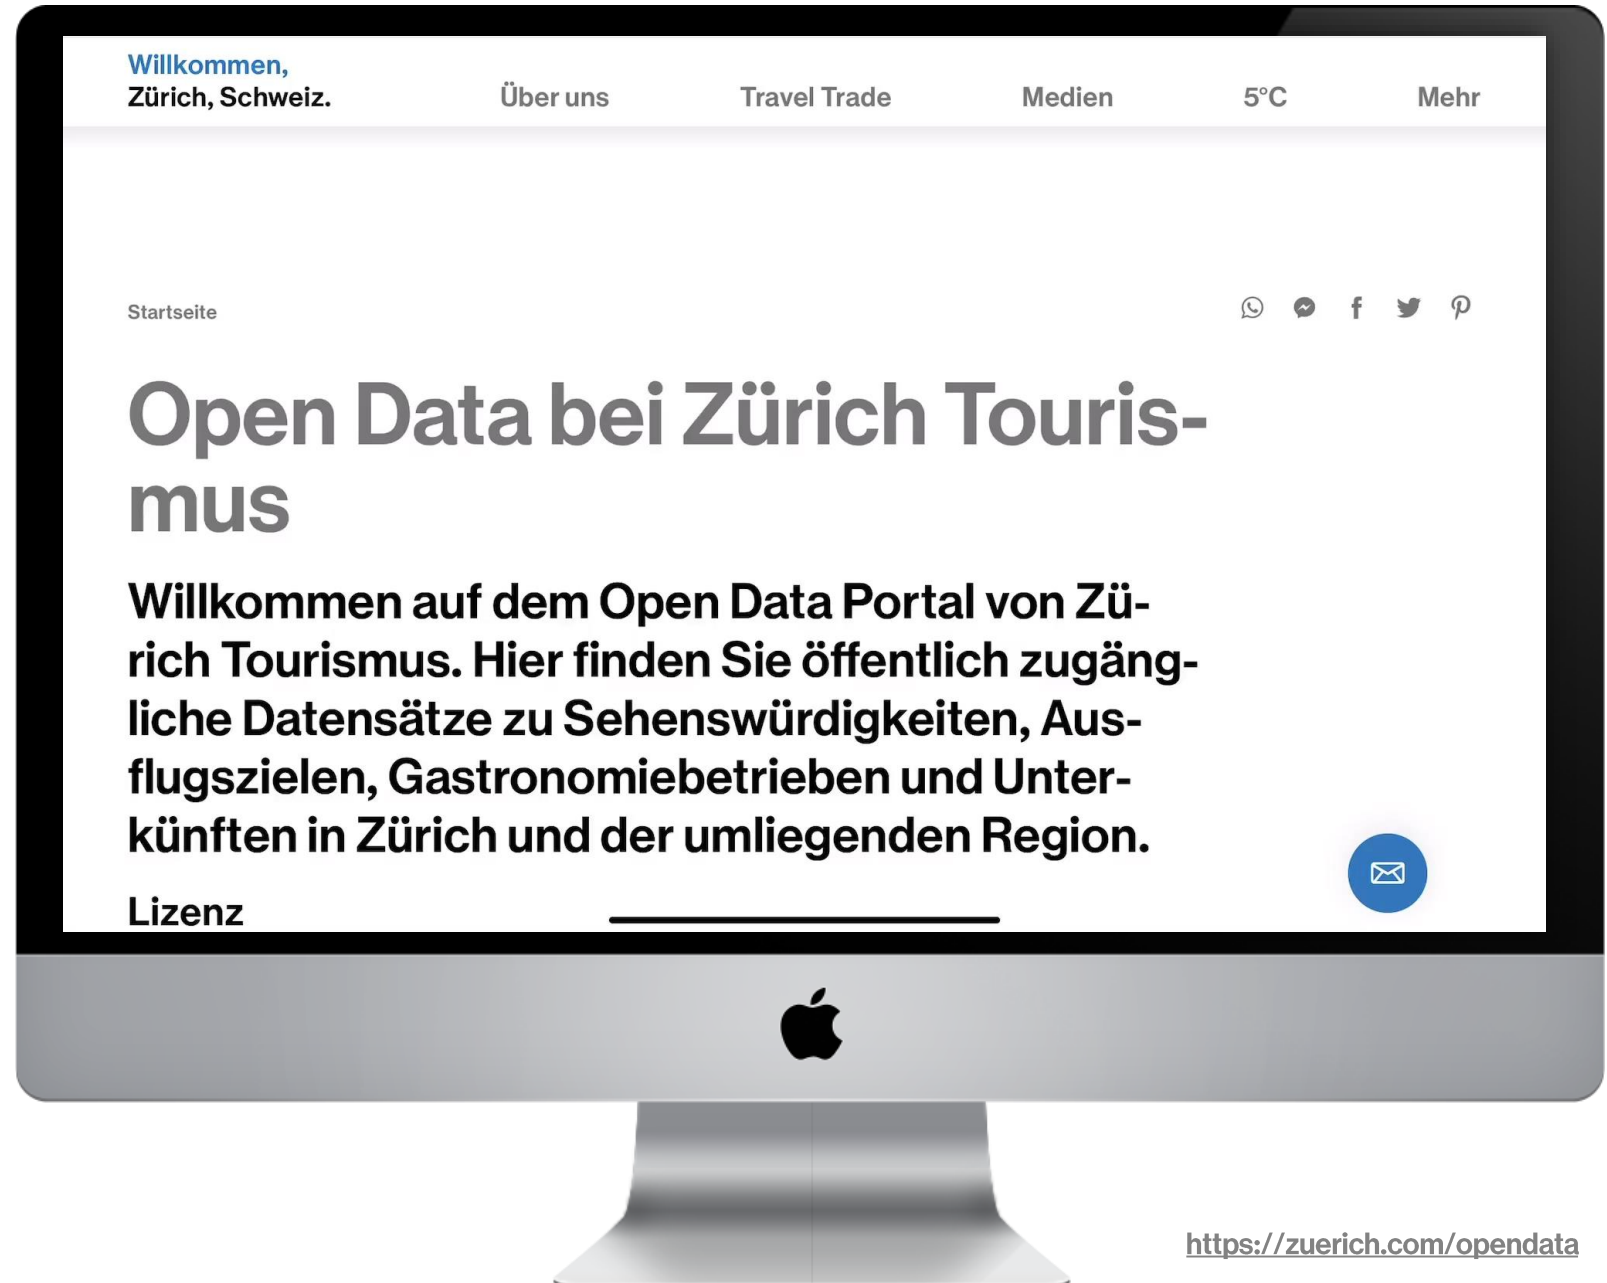 Willkommen,
Zürich, Schweiz.
Über uns
Travel Trade
Medien
5°C
Mehr
Startseite
Open Data bei Zürich Touris-
mus
Willkommen auf dem Open Data Portal von Zü-
rich Tourismus. Hier finden Sie öffentlich zugäng-
liche Datensätze zu Sehenswürdigkeiten, Aus-
flugszielen, Gastronomiebetrieben und Unter-
künften in Zürich und der umliegenden Region.
Lizenz
https://zuerich.com/opendata